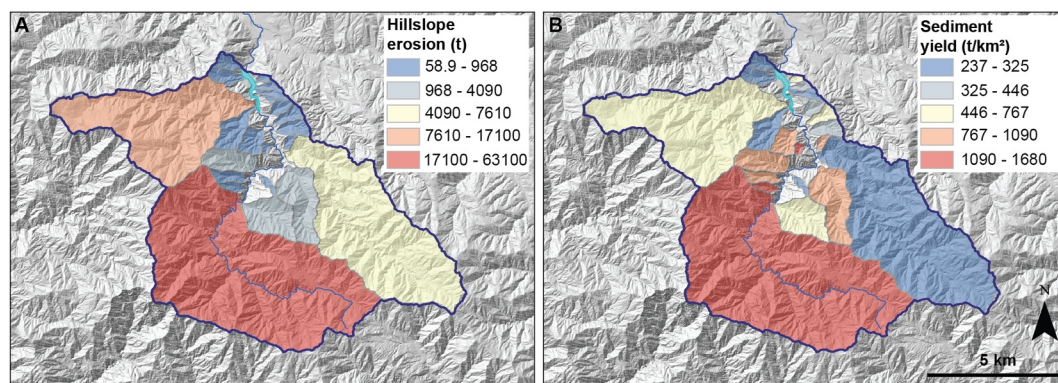 A
Hillslope
erosion (t)
58.9 - 968
968 - 4090
4090 - 7610
7610 - 17100
17100 - 63100
B
Sediment
yield (t/km²)
237 - 325
325 - 446
446 - 767
767 - 1090
1090 - 1680
N
5 km